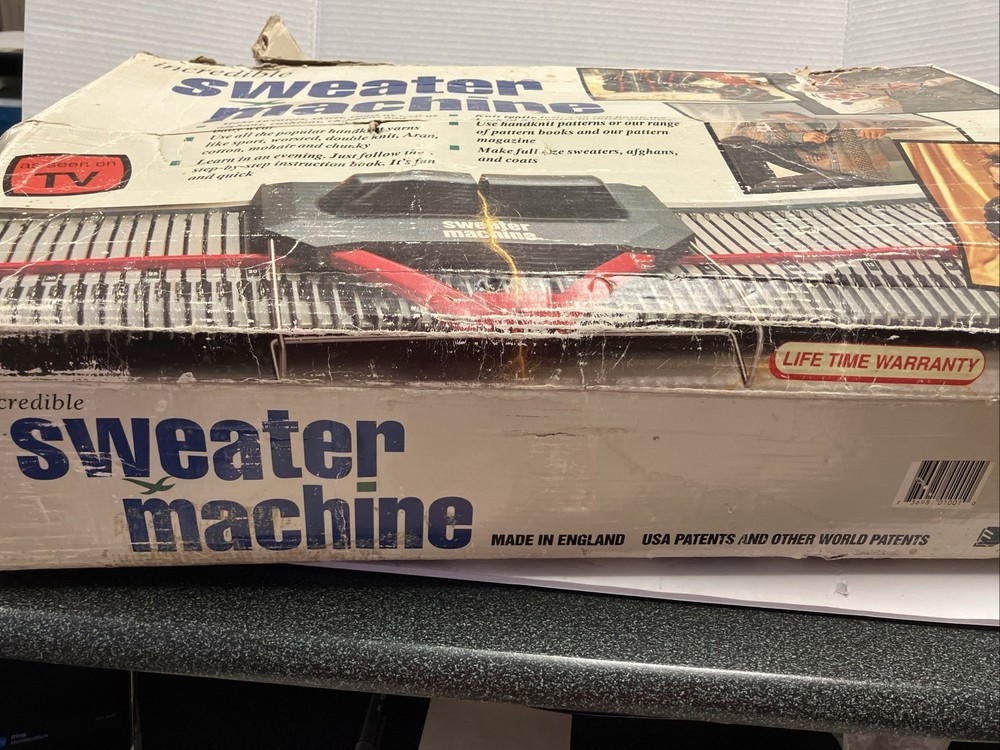 incredible
sweater
machine
Use all the popular handknit yarns
like sport, worsted, double knit, Aran,
cotton, mohair and chunky
Learn in an evening. Just follow the
step-by-step instruction book. It's fun
and quick
Use handknit patterns or our range
of pattern books and our pattern
magazine
Make full size sweaters, afghans,
and coats
as seen on
TV
sweater
machine
LIFE TIME WARRANTY
credible
sweater
machine
MADE IN ENGLAND USA PATENTS AND OTHER WORLD PATENTS